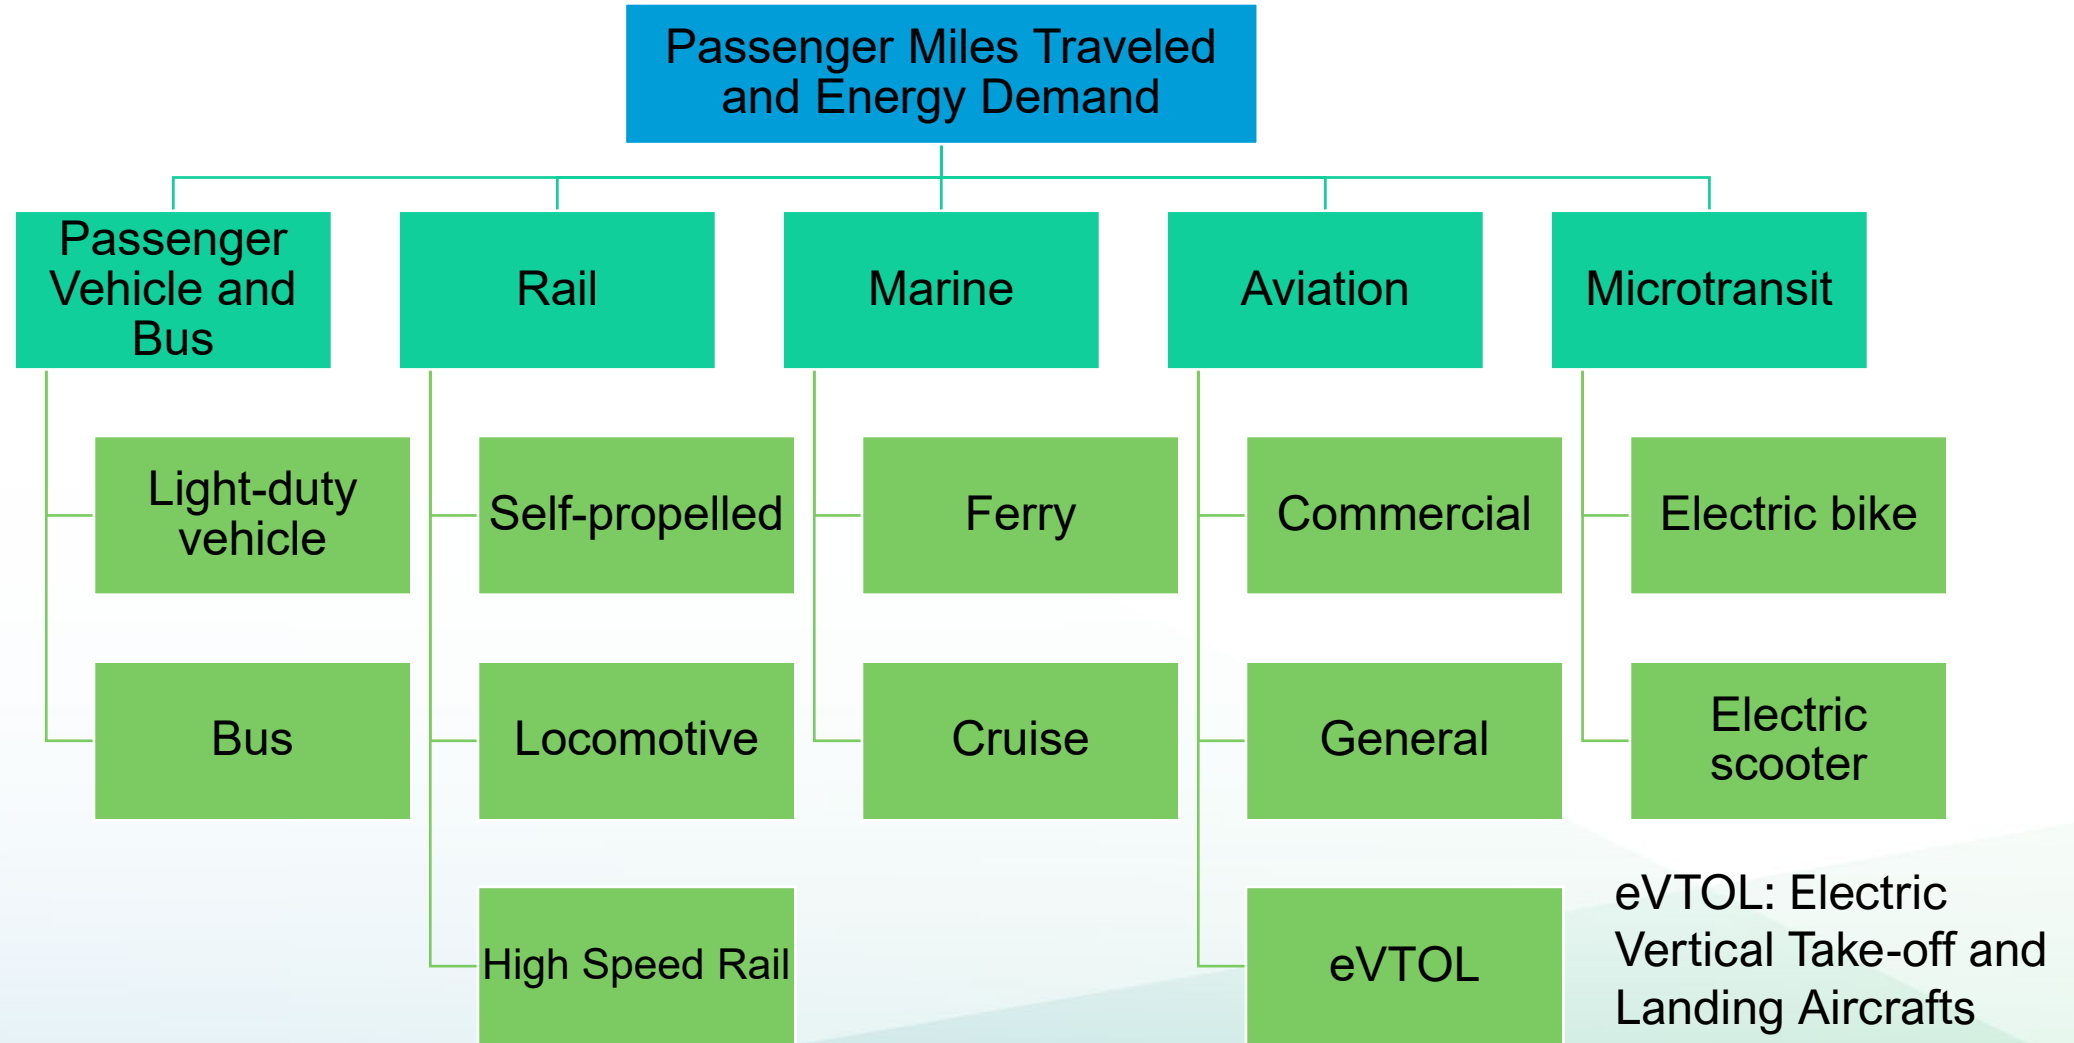 Passenger Miles Traveled
and Energy Demand
Passenger
Vehicle and
Bus
Rail
Marine
Aviation
Microtransit
Light-duty
vehicle
Self-propelled
Ferry
Commercial
Electric bike
Bus
Locomotive
Cruise
General
Electric
scooter
High Speed Rail
eVTOL
eVTOL: Electric
Vertical Take-off and
Landing Aircrafts